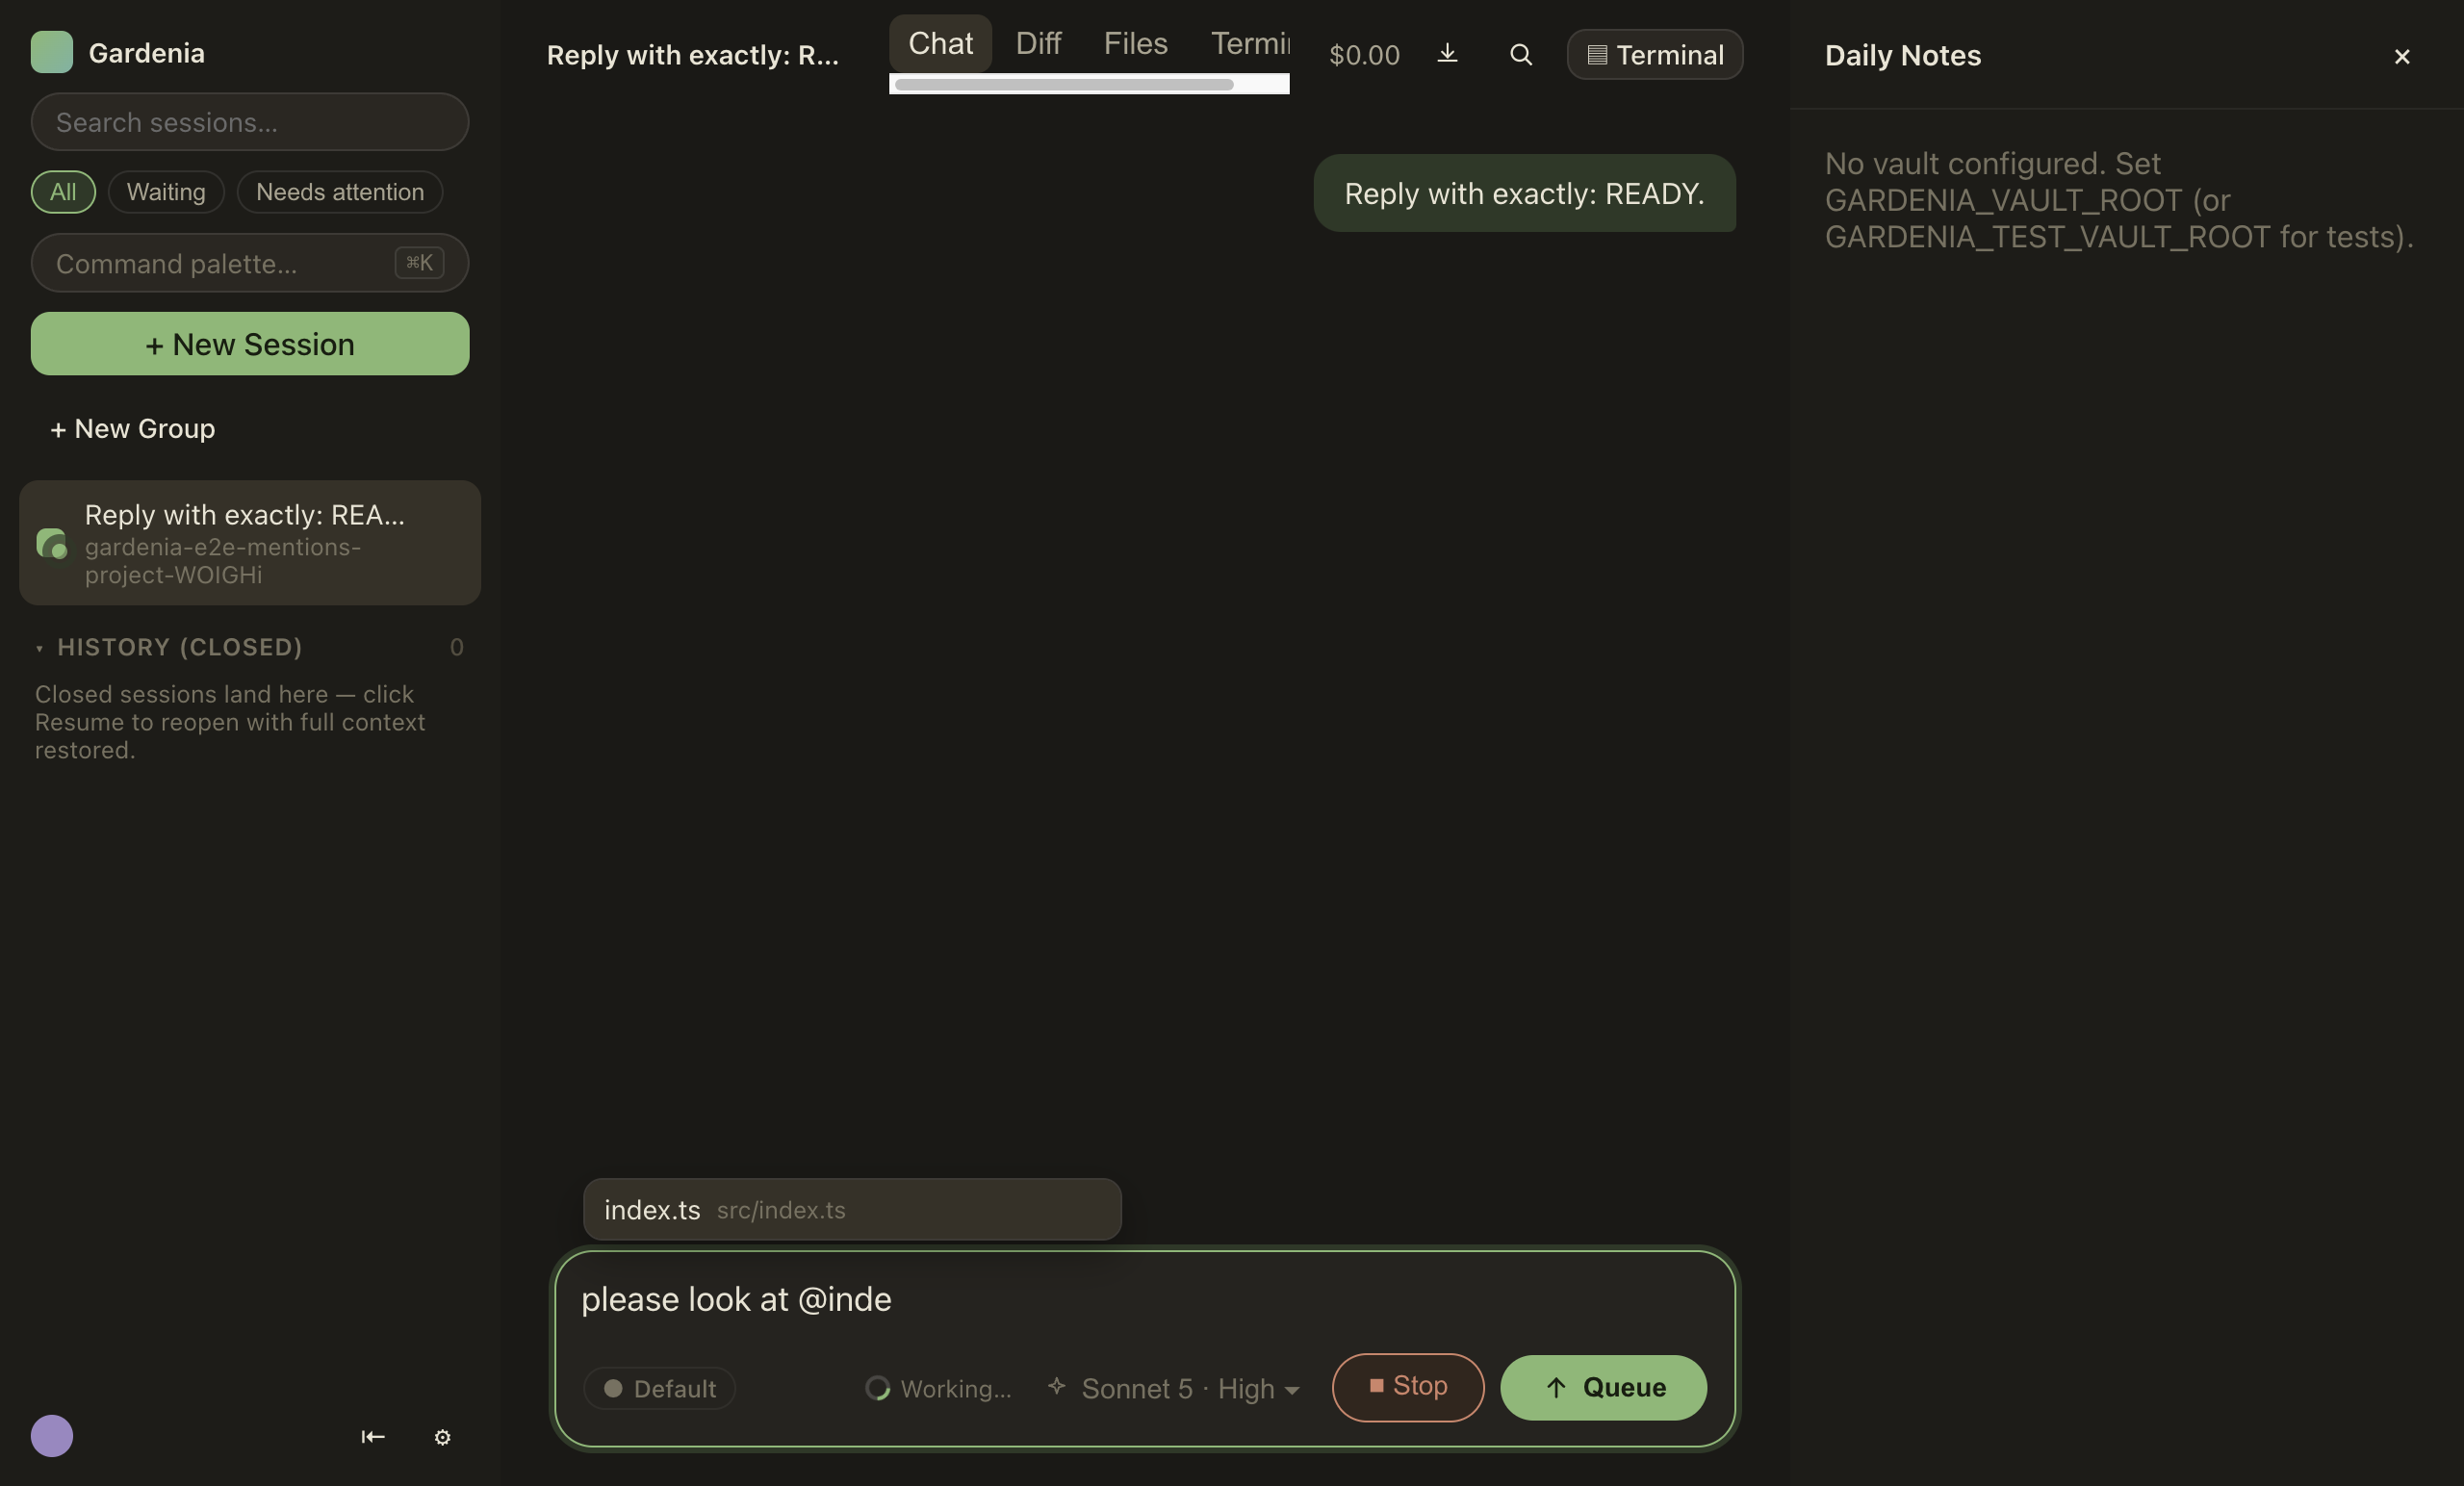 Gardenia
Search sessions...
All
Waiting
Needs attention
Command palette...
⌘K
+ New Session
+ New Group
Reply with exactly: REA...
gardenia-e2e-mentions-
project-WOIGHi
HISTORY (CLOSED)
0
Closed sessions land here — click
Resume to reopen with full context
restored.
Reply with exactly: R...
Chat
Diff
Files
Termi
$0.00
Terminal
Reply with exactly: READY.
index.ts src/index.ts
please look at @inde
Default
Working...
Sonnet 5 · High
Stop
Queue
Daily Notes
No vault configured. Set
GARDENIA_VAULT_ROOT (or
GARDENIA_TEST_VAULT_ROOT for tests).